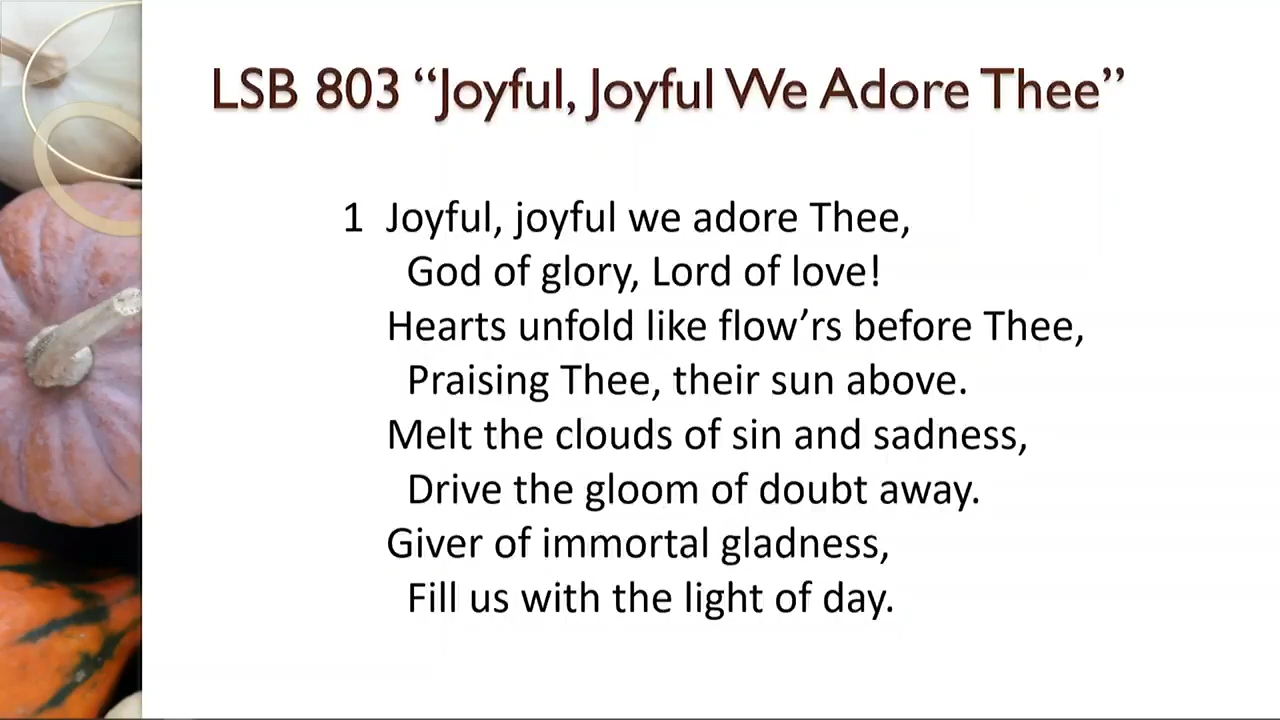 LSB 803 “Joyful, Joyful We Adore Thee”
1 Joyful, joyful we adore Thee,
God of glory, Lord of love!
Hearts unfold like flow’rs before Thee,
Praising Thee, their sun above.
Melt the clouds of sin and sadness,
Drive the gloom of doubt away.
Giver of immortal gladness,
Fill us with the light of day.